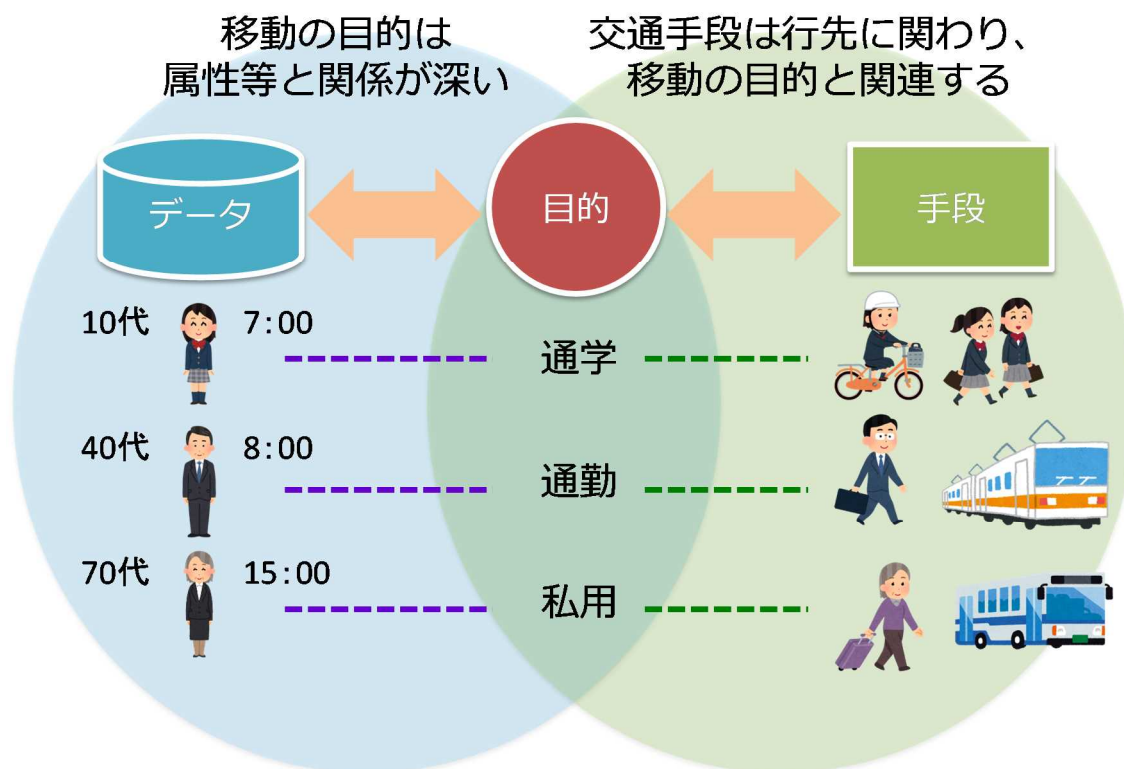 移動の目的は
属性等と関係が深い
交通手段は行先に関わり、
移動の目的と関連する
データ
目的
手段
10代 7:00
通学
40代 8:00
通勤
70代 15:00
私用